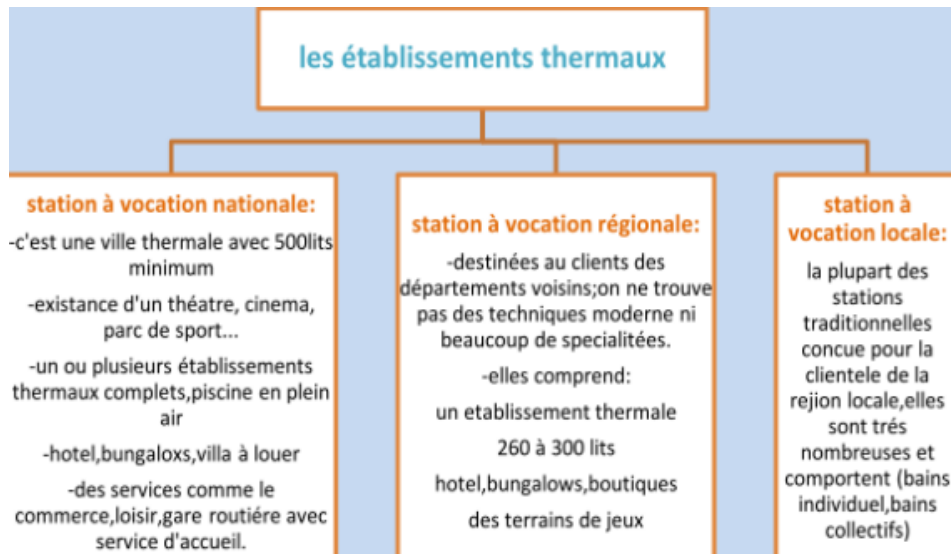 les établissements thermaux
station à vocation nationale:
-c'est une ville thermale avec 500lits
minimum
-existance d'un théatre, cinema,
parc de sport...
-un ou plusieurs établissements
thermaux complets,piscine en plein
air
-hotel,bungaloxs,villa à louer
-des services comme le
commerce,loisir,gare routiére avec
service d'accueil.
station à vocation régionale:
-destinées au clients des
départements voisins;on ne trouve
pas des techniques moderne ni
beaucoup de specialitées.
-elles comprend:
un etablissement thermale
260 à 300 lits
hotel,bungalows,boutiques
des terrains de jeux
station à
vocation locale:
la plupart des
stations
traditionnelles
concue pour la
clientele de la
rejion locale,elles
sont trés
nombreuses et
comportent (bains
individuel,bains
collectifs)